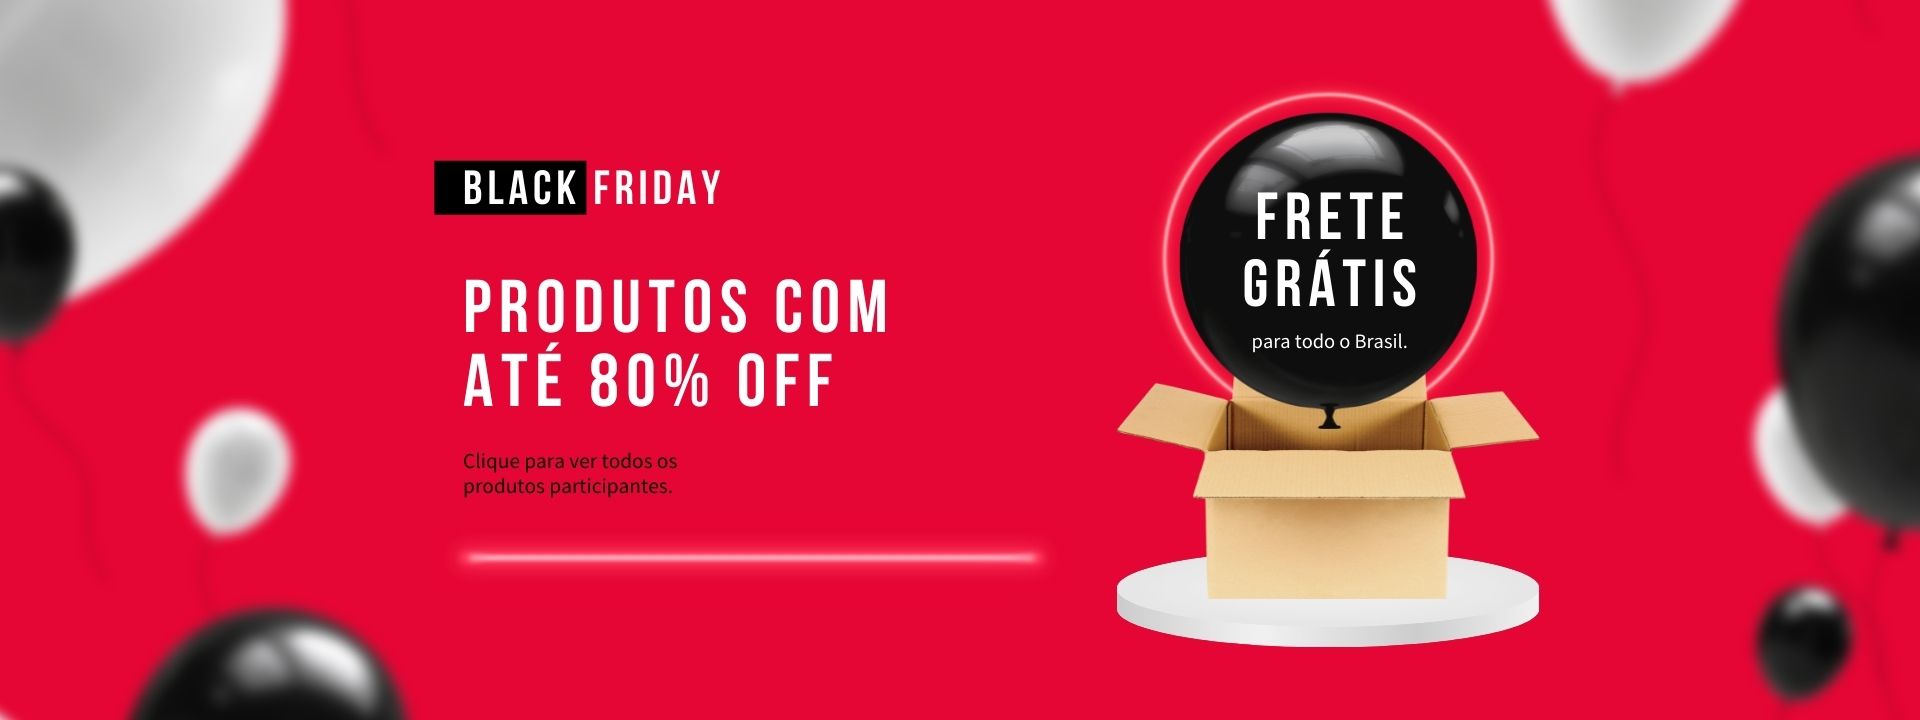 BLACK FRIDAY
PRODUTOS COM
ATÉ 80% OFF
Clique para ver todos os
produtos participantes.
FRETE
GRÁTIS
para todo o Brasil.